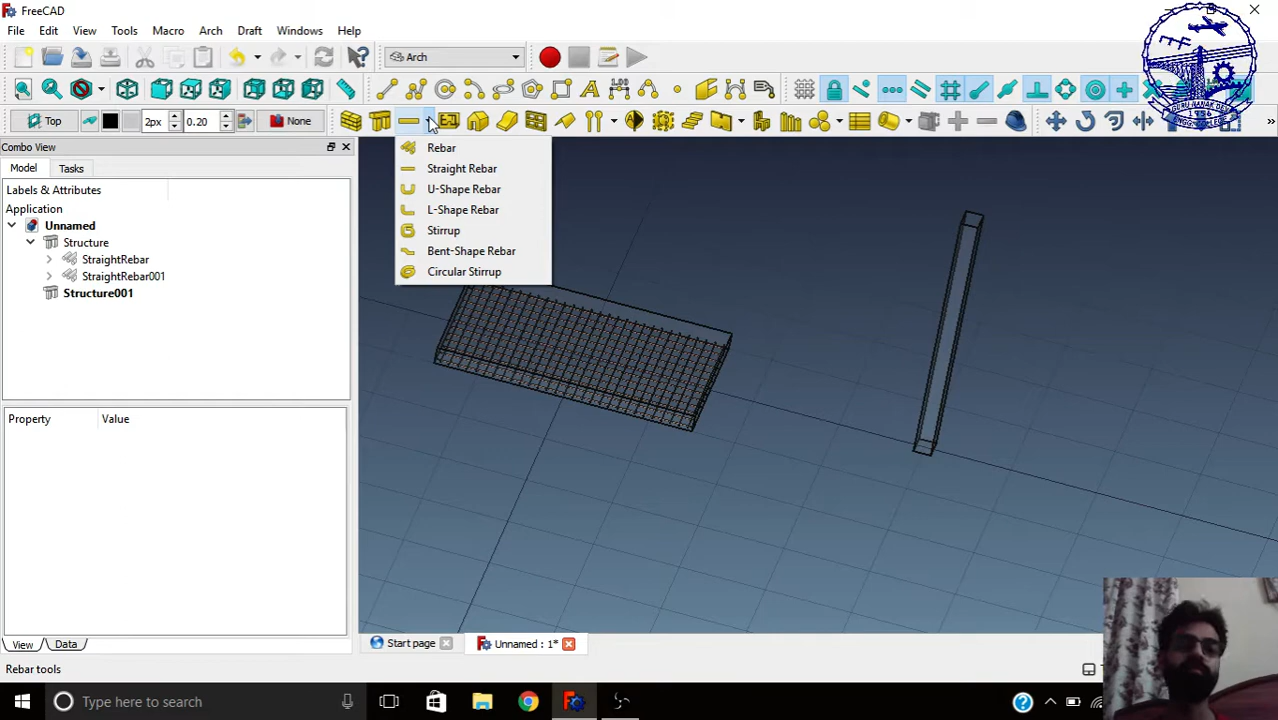 FreeCAD
File Edit View Tools Macro Arch Draft Windows Help
Arch
Top 2px 0.20 None
Combo View
Model Tasks
Labels & Attributes
Application
Unnamed
Structure
StraightRebar
StraightRebar001
Structure001
Rebar
Straight Rebar
U-Shape Rebar
L-Shape Rebar
Stirrup
Bent-Shape Rebar
Circular Stirrup
Property Value
View Data
Start page Unnamed : 1*
Rebar tools
Type here to search